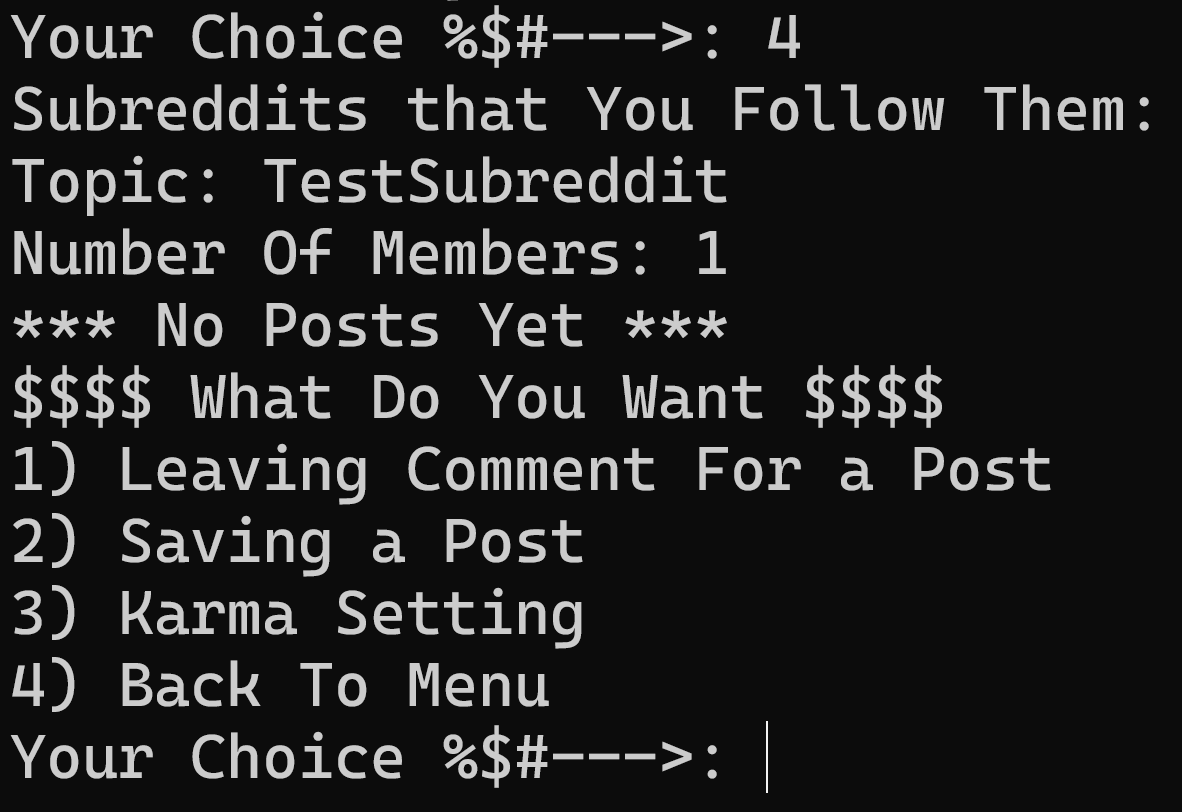 Your Choice %$#--->: 4
Subreddits that You Follow Them:
Topic: TestSubreddit
Number Of Members: 1
*** No Posts Yet ***
$$$$ What Do You Want $$$$
1) Leaving Comment For a Post
2) Saving a Post
3) Karma Setting
4) Back To Menu
Your Choice %$#--->: